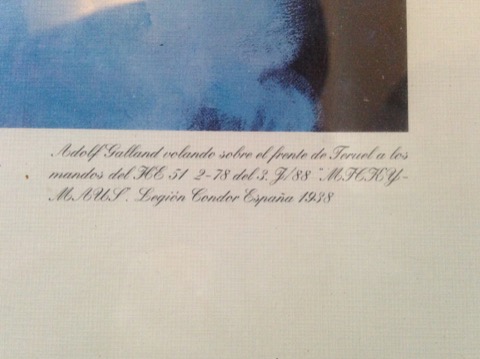 Adolf Galland volando sobre el frente de Teruel a los
mandos del HE 51 2-78 del 3. J/88 "MICKY-
MAUS". Legión Condor España 1938